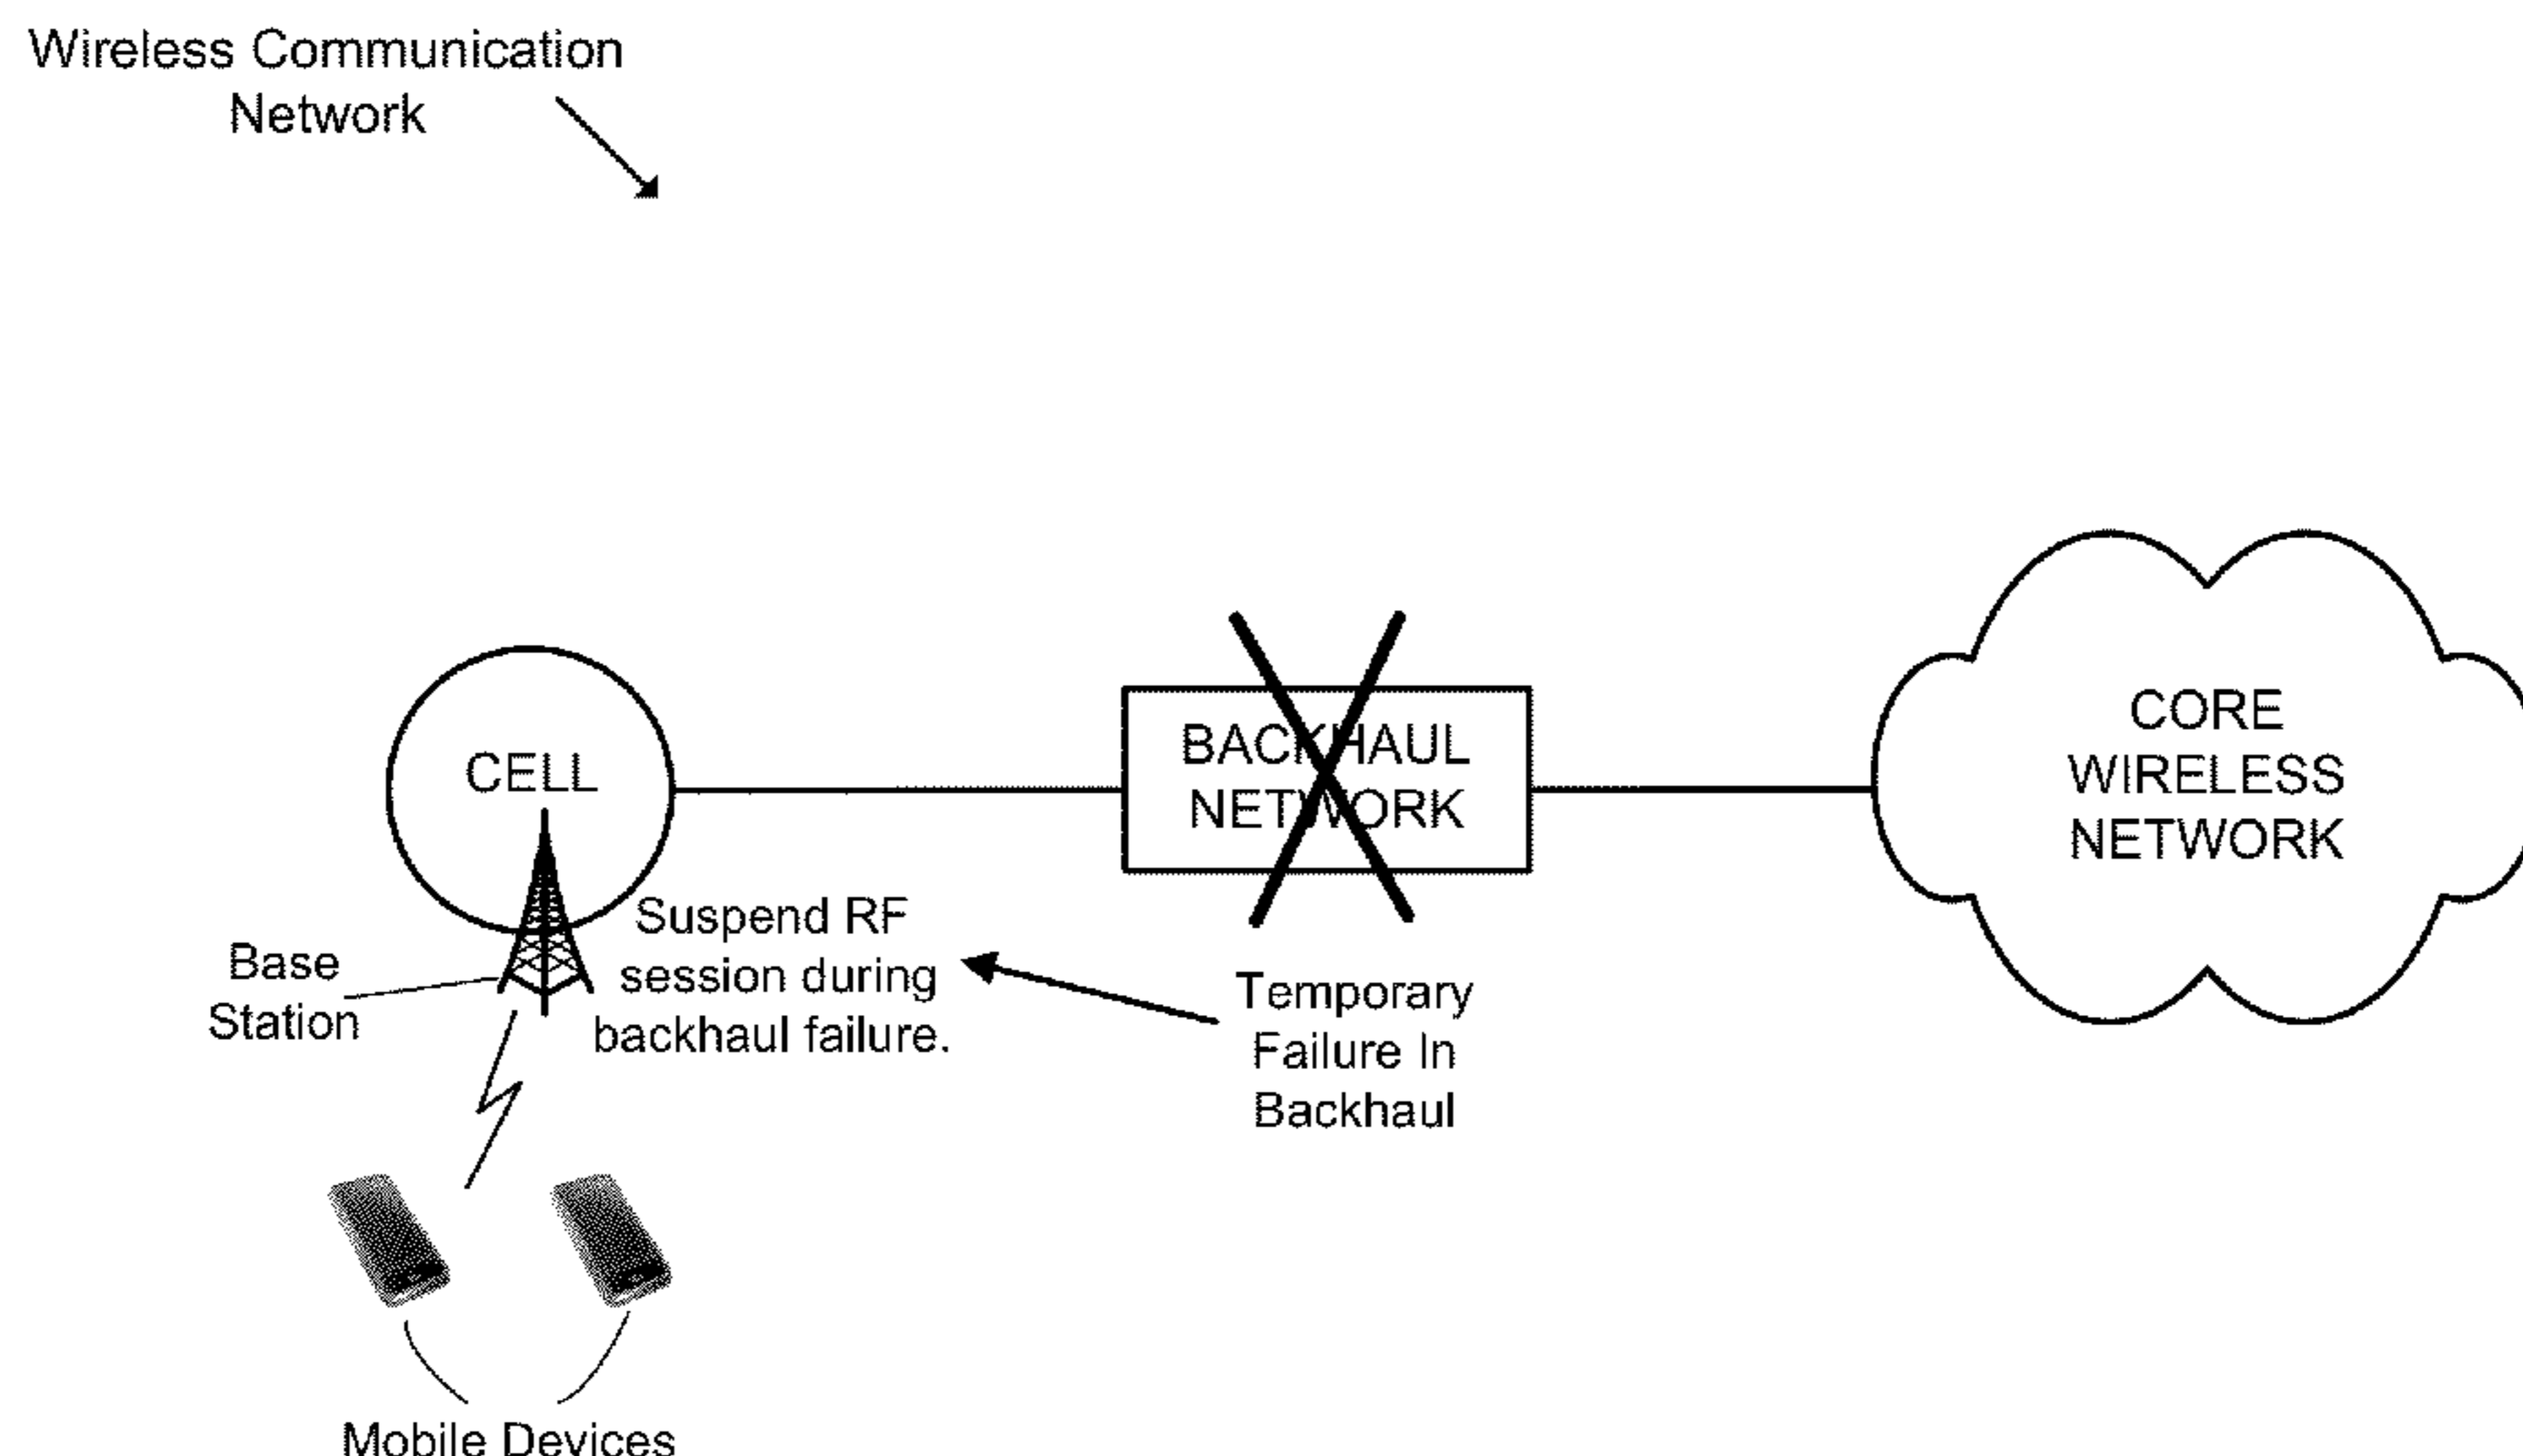 Wireless Communication
Network
CELL
BACKHAUL
NETWORK
CORE
WIRELESS
NETWORK
Base
Station
Suspend RF
session during
backhaul failure.
Temporary
Failure In
Backhaul
Mobile Devices